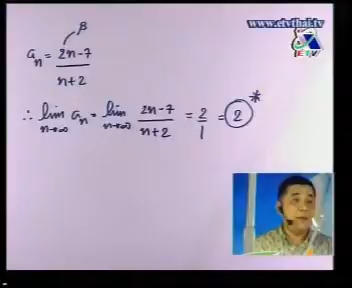 www.etvthai.tv
ETV
β
aₙ = 2n-7 / n+2
∴ lim n→∞ aₙ = lim n→∞ 2n-7 / n+2 = 2/1 = 2 *